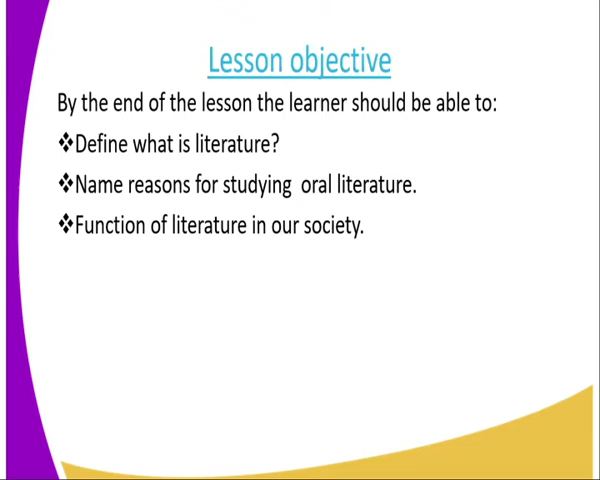 Lesson objective
By the end of the lesson the learner should be able to:
❖Define what is literature?
❖Name reasons for studying  oral literature.
❖Function of literature in our society.